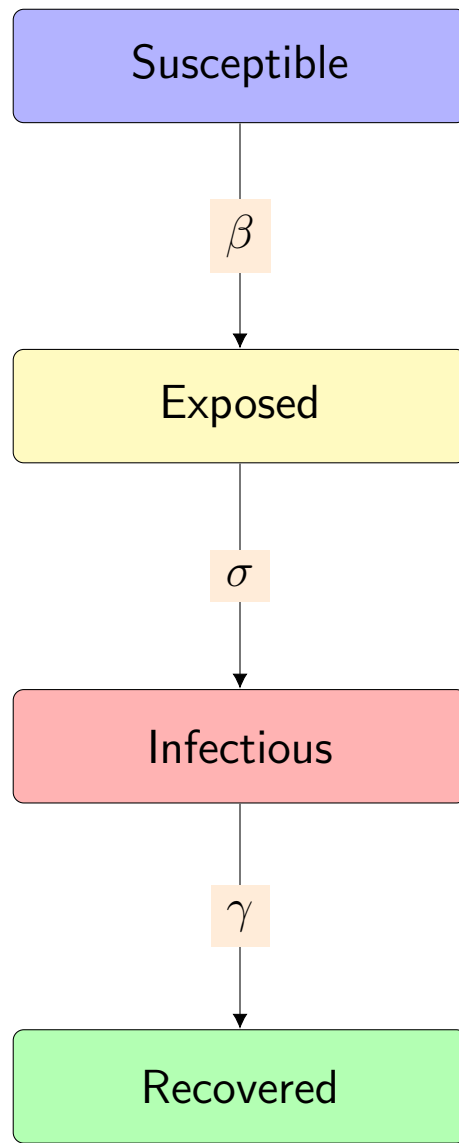 Susceptible
β
Exposed
σ
Infectious
γ
Recovered